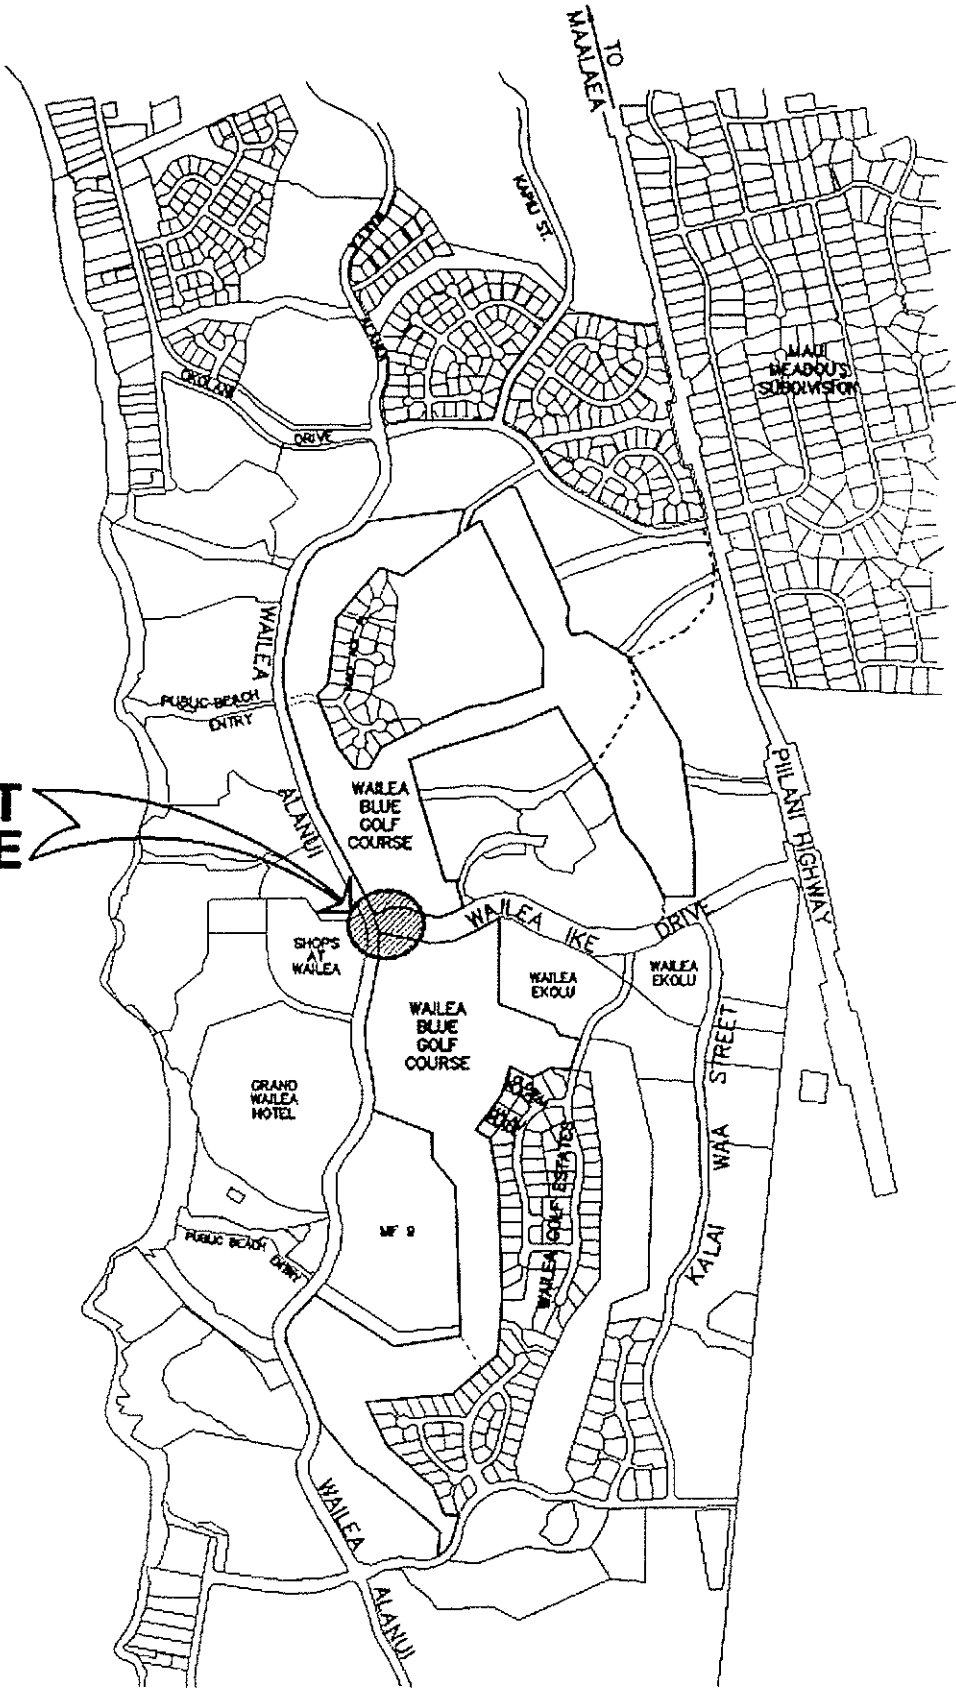 TO
MAALAEA
KAPILI ST.
MAUI
MEADOWS
SUBDIVISION
OKOLANI
DRIVE
WAILEA
PUBLIC BEACH
ENTRY
ALANUI
WAILEA
BLUE
GOLF
COURSE
PIILANI HIGHWAY
WAILEA IKE DRIVE
SHOPS
AT
WAILEA
WAILEA
EKOLU
WAILEA
EKOLU
WAILEA
BLUE
GOLF
COURSE
GRAND
WAILEA
HOTEL
KALAI WAA STREET
WAILEA GOLF ESTATES
MF 9
PUBLIC BEACH
ENTRY
WAILEA
ALANUI